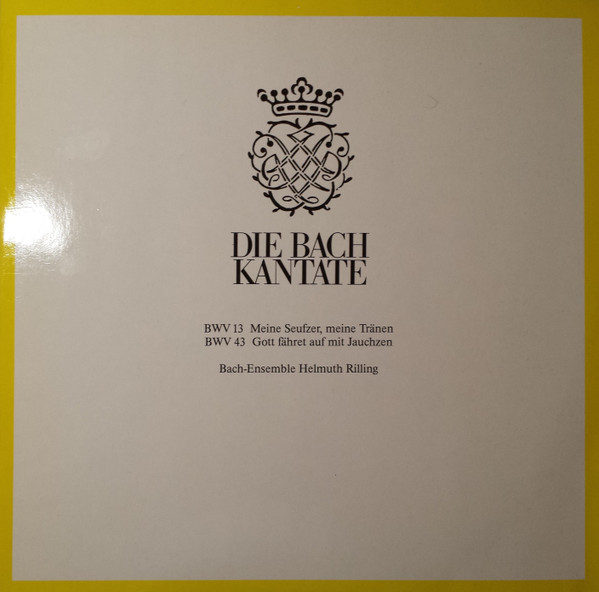 DIE BACH
KANTATE
BWV 13 Meine Seufzer, meine Tränen
BWV 43 Gott fähret auf mit Jauchzen
Bach-Ensemble Helmuth Rilling